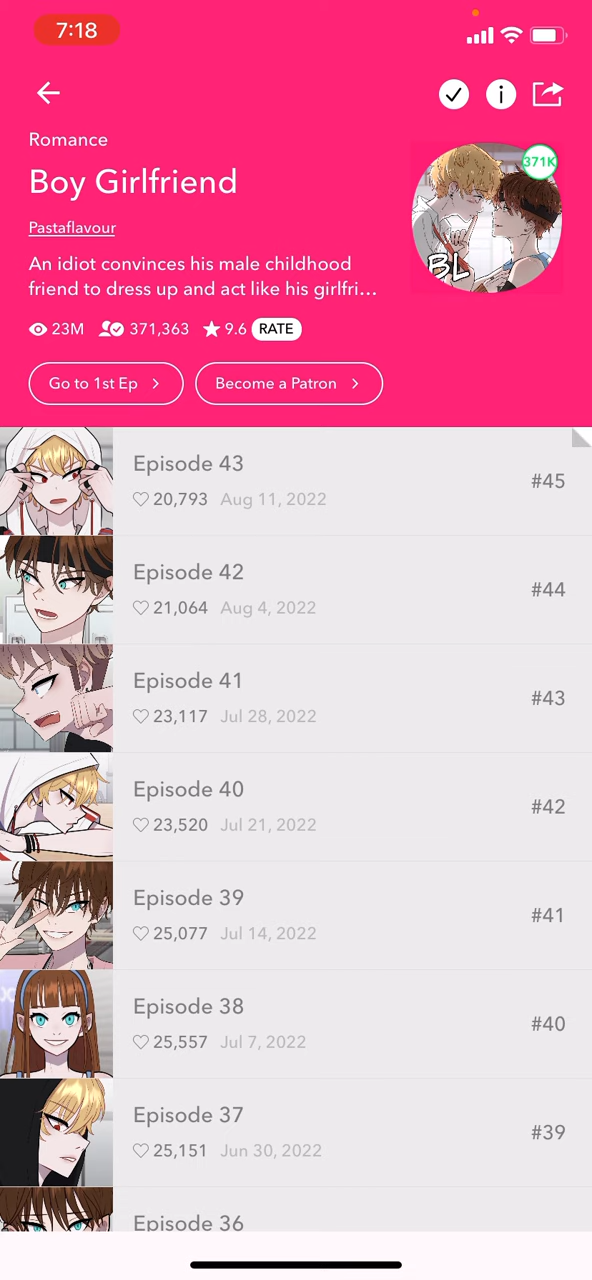 7:18
Romance
Boy Girlfriend
371K
Pastaflavour
An idiot convinces his male childhood
friend to dress up and act like his girlfri...
BL
23M 371,363 9.6 RATE
Go to 1st Ep
Become a Patron
Episode 43
20,793 Aug 11, 2022
#45
Episode 42
21,064 Aug 4, 2022
#44
Episode 41
23,117 Jul 28, 2022
#43
Episode 40
23,520 Jul 21, 2022
#42
Episode 39
25,077 Jul 14, 2022
#41
Episode 38
25,557 Jul 7, 2022
#40
Episode 37
25,151 Jun 30, 2022
#39
Episode 36